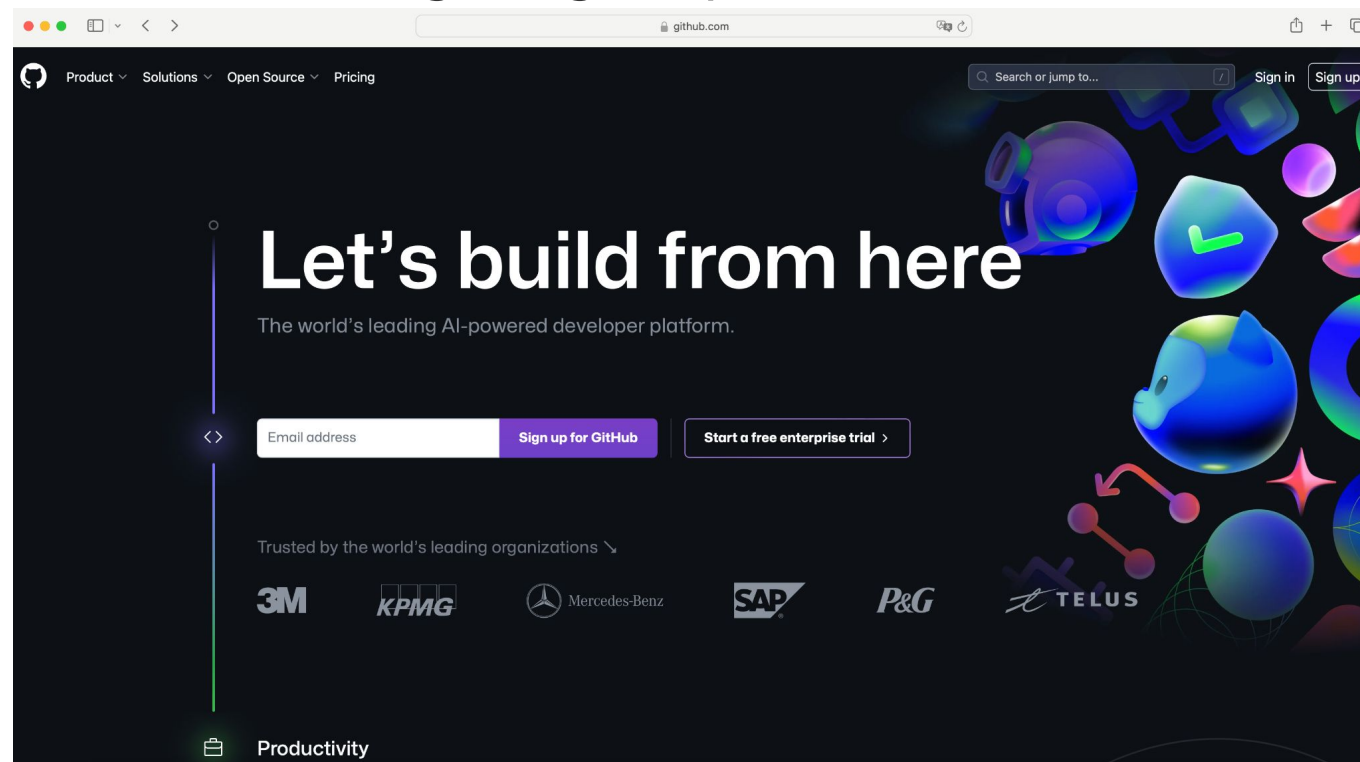 github.com
Product Solutions Open Source Pricing Search or jump to... / Sign in Sign up
Let's build from here
The world's leading AI-powered developer platform.
Email address Sign up for GitHub Start a free enterprise trial >
Trusted by the world's leading organizations ↘
3M KPMG Mercedes-Benz SAP P&G TELUS
Productivity